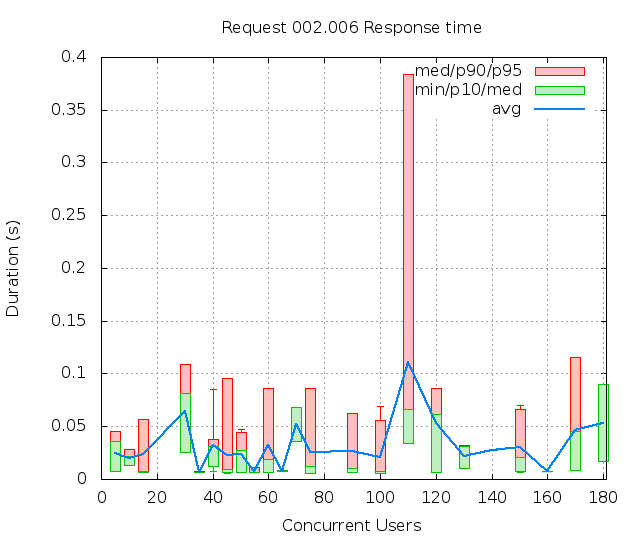 Request 002.006 Response time
0.4
0.35
0.3
0.25
0.2
0.15
0.1
0.05
0
med/p90/p95
min/p10/med
avg
Duration (s)
0 20 40 60 80 100 120 140 160 180
Concurrent Users